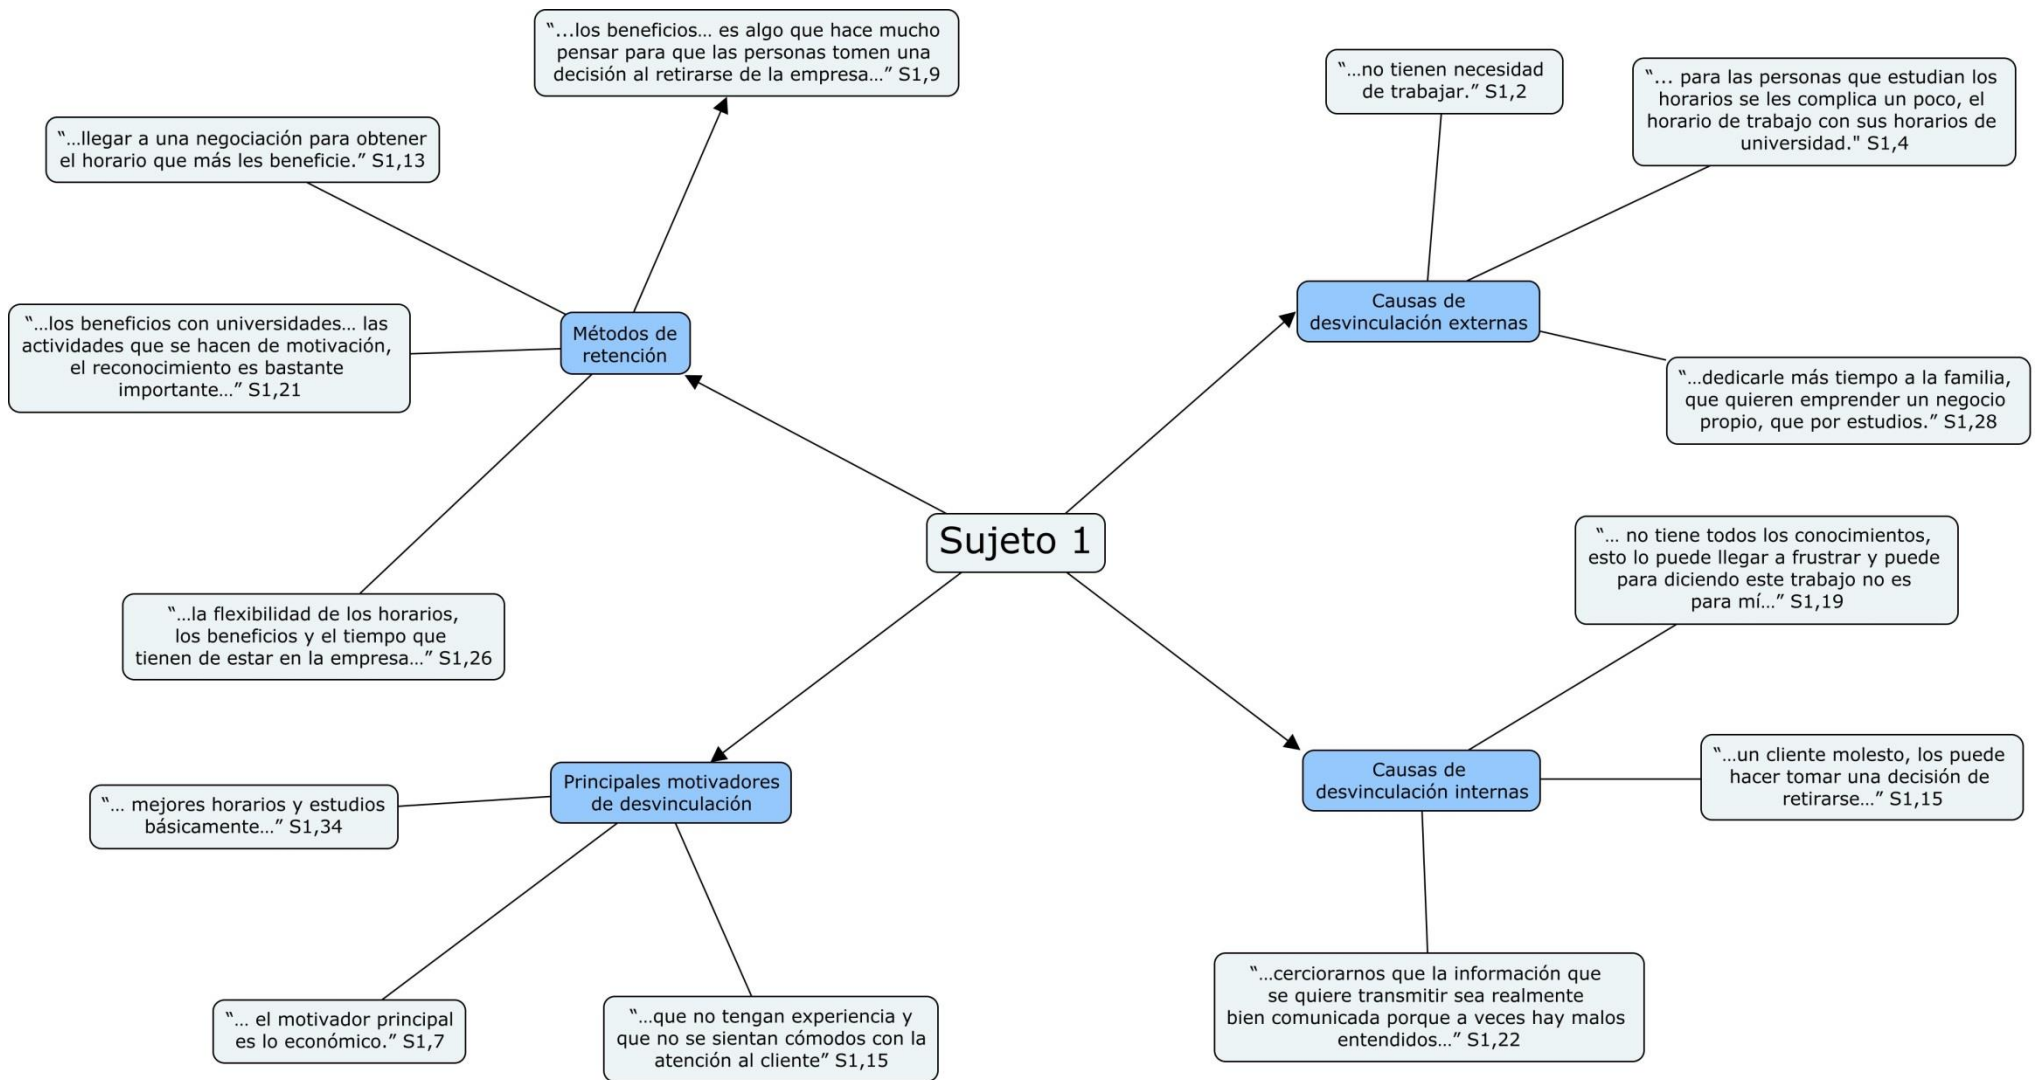 “...los beneficios... es algo que hace mucho
pensar para que las personas tomen una
decisión al retirarse de la empresa...” S1,9
“...no tienen necesidad
de trabajar.” S1,2
“... para las personas que estudian los
horarios se les complica un poco, el
horario de trabajo con sus horarios de
universidad." S1,4
“...llegar a una negociación para obtener
el horario que más les beneficie.” S1,13
“...los beneficios con universidades... las
actividades que se hacen de motivación,
el reconocimiento es bastante
importante...” S1,21
Métodos de
retención
Causas de
desvinculación externas
“...dedicarle más tiempo a la familia,
que quieren emprender un negocio
propio, que por estudios.” S1,28
Sujeto 1
“... no tiene todos los conocimientos,
esto lo puede llegar a frustrar y puede
para diciendo este trabajo no es
para mí...” S1,19
“...la flexibilidad de los horarios,
los beneficios y el tiempo que
tienen de estar en la empresa...” S1,26
Principales motivadores
de desvinculación
Causas de
desvinculación internas
“...un cliente molesto, los puede
hacer tomar una decisión de
retirarse...” S1,15
“... mejores horarios y estudios
básicamente...” S1,34
“... el motivador principal
es lo económico.” S1,7
“...que no tengan experiencia y
que no se sientan cómodos con la
atención al cliente” S1,15
“...cerciorarnos que la información que
se quiere transmitir sea realmente
bien comunicada porque a veces hay malos
entendidos...” S1,22